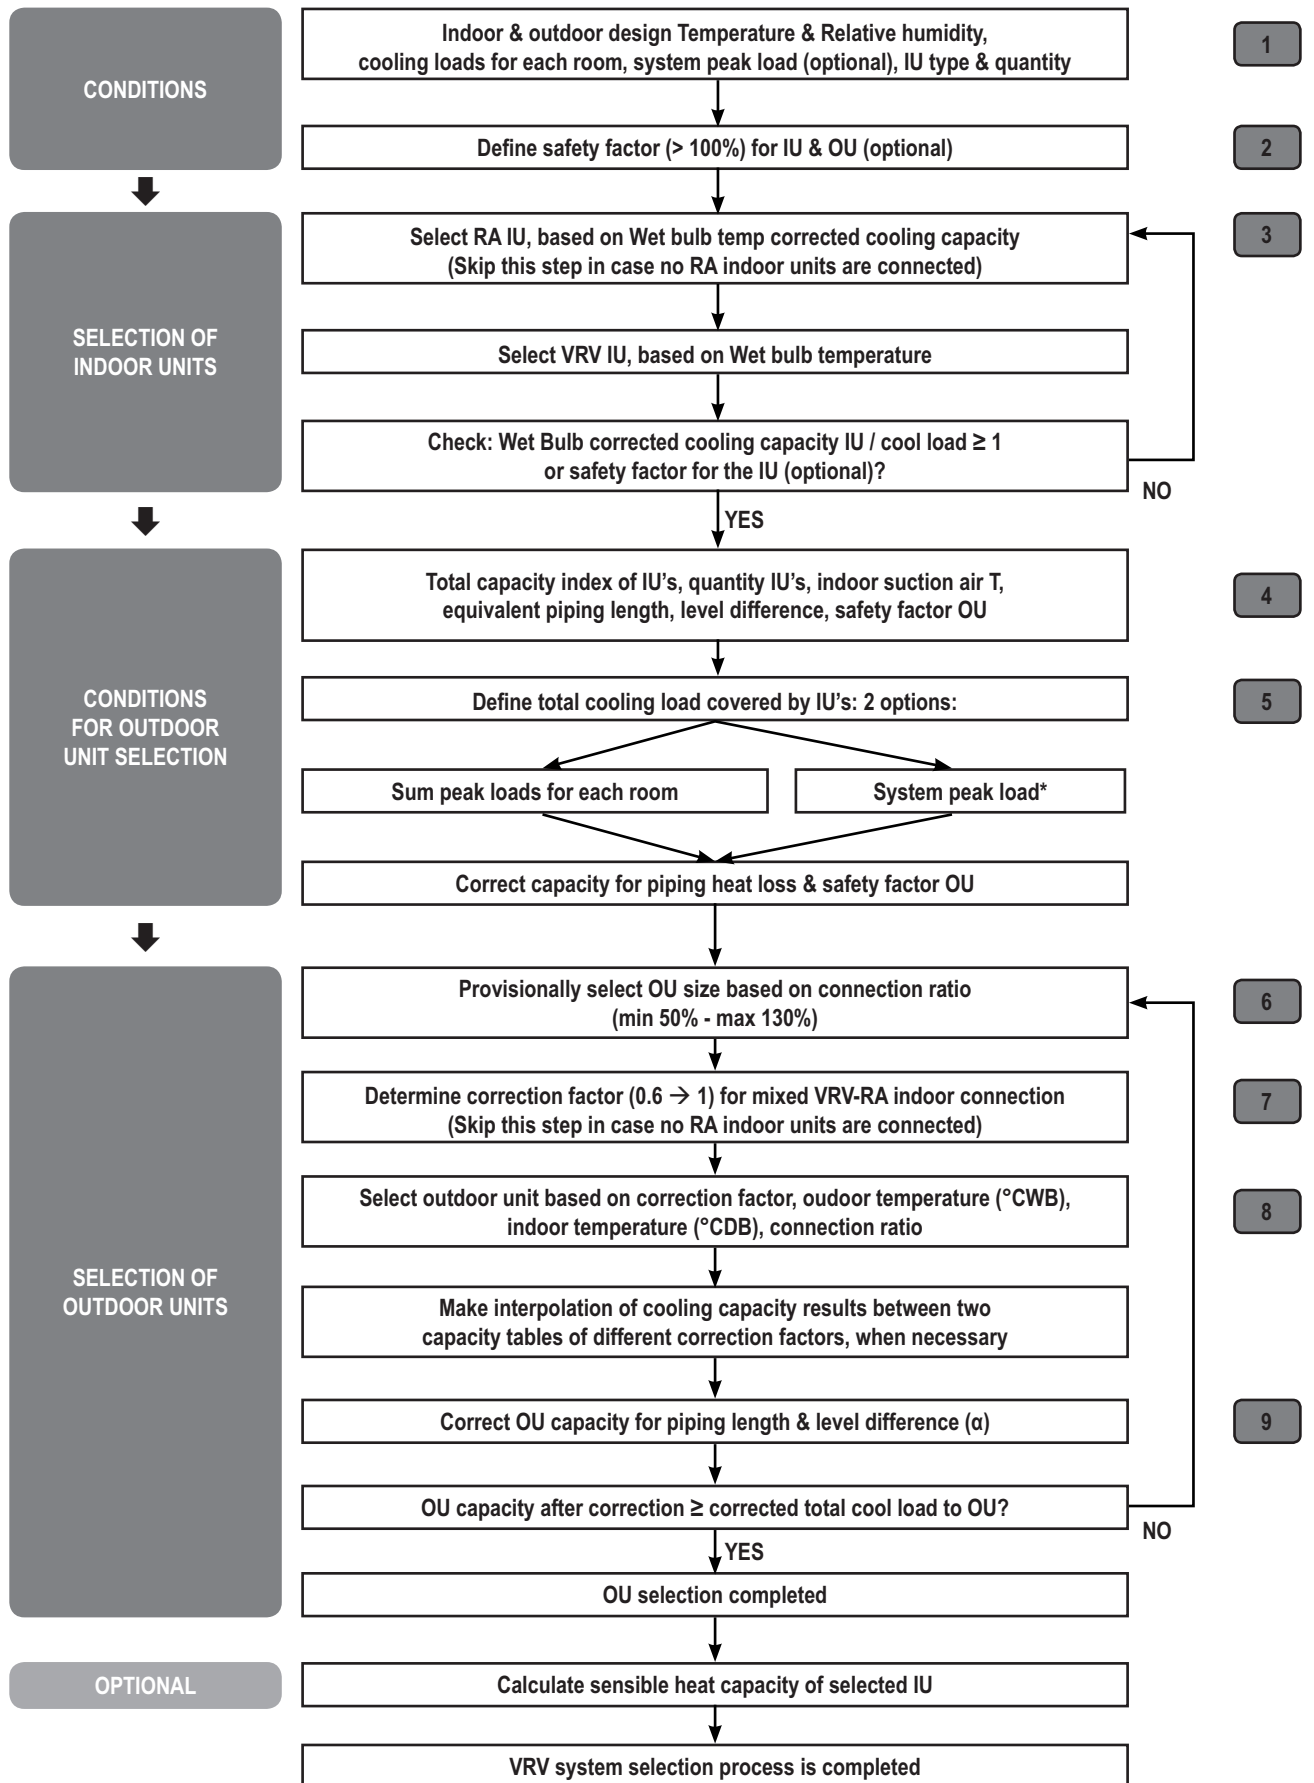 CONDITIONS
Indoor & outdoor design Temperature & Relative humidity,
cooling loads for each room, system peak load (optional), IU type & quantity
1
Define safety factor (> 100%) for IU & OU (optional)
2
SELECTION OF
INDOOR UNITS
Select RA IU, based on Wet bulb temp corrected cooling capacity
(Skip this step in case no RA indoor units are connected)
3
Select VRV IU, based on Wet bulb temperature
Check: Wet Bulb corrected cooling capacity IU / cool load ≥ 1
or safety factor for the IU (optional)?
NO
YES
CONDITIONS
FOR OUTDOOR
UNIT SELECTION
Total capacity index of IU's, quantity IU's, indoor suction air T,
equivalent piping length, level difference, safety factor OU
4
Define total cooling load covered by IU's: 2 options:
5
Sum peak loads for each room
System peak load*
Correct capacity for piping heat loss & safety factor OU
SELECTION OF
OUTDOOR UNITS
Provisionally select OU size based on connection ratio
(min 50% - max 130%)
6
Determine correction factor (0.6 → 1) for mixed VRV-RA indoor connection
(Skip this step in case no RA indoor units are connected)
7
Select outdoor unit based on correction factor, oudoor temperature (°CWB),
indoor temperature (°CDB), connection ratio
8
Make interpolation of cooling capacity results between two
capacity tables of different correction factors, when necessary
Correct OU capacity for piping length & level difference (α)
9
OU capacity after correction ≥ corrected total cool load to OU?
NO
YES
OU selection completed
OPTIONAL
Calculate sensible heat capacity of selected IU
VRV system selection process is completed